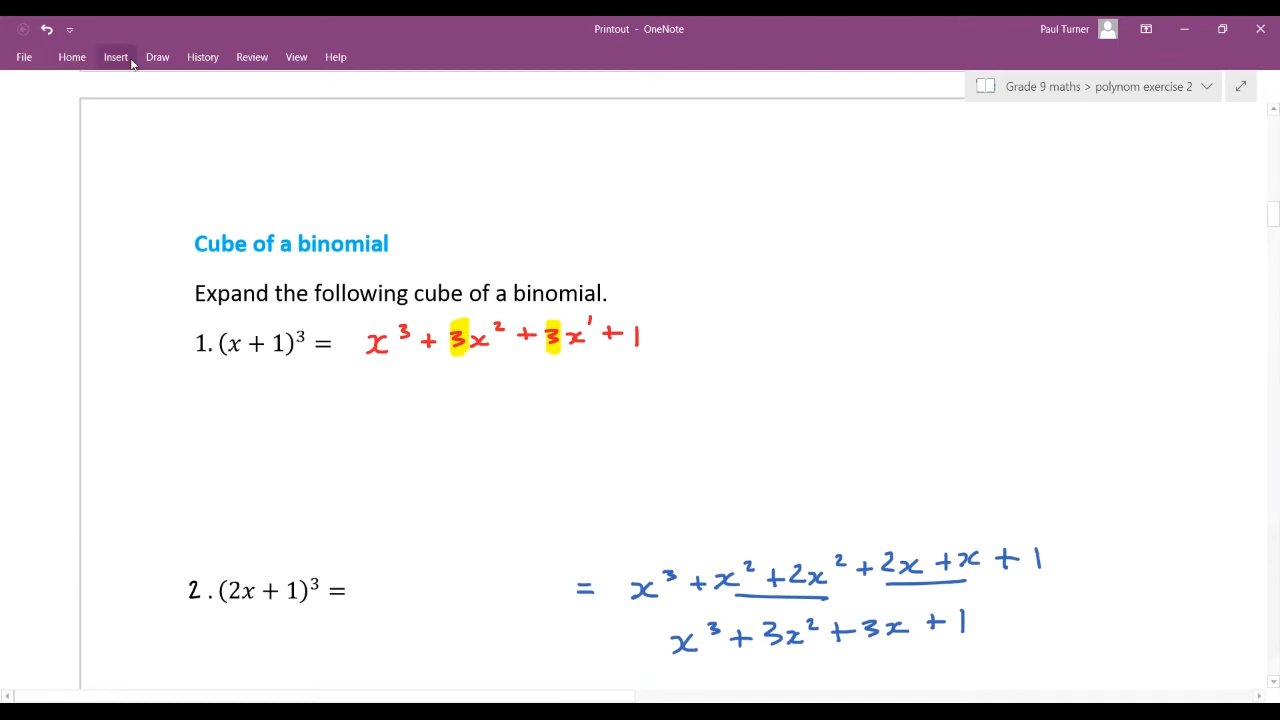 Printout - OneNote
Paul Turner
File Home Insert Draw History Review View Help
Grade 9 maths > polynom exercise 2
Cube of a binomial
Expand the following cube of a binomial.
1. (x + 1)³ = x³ + 3x² + 3x¹ + 1
2. (2x + 1)³ =
= x³ + x² + 2x² + 2x + x + 1
x³ + 3x² + 3x + 1